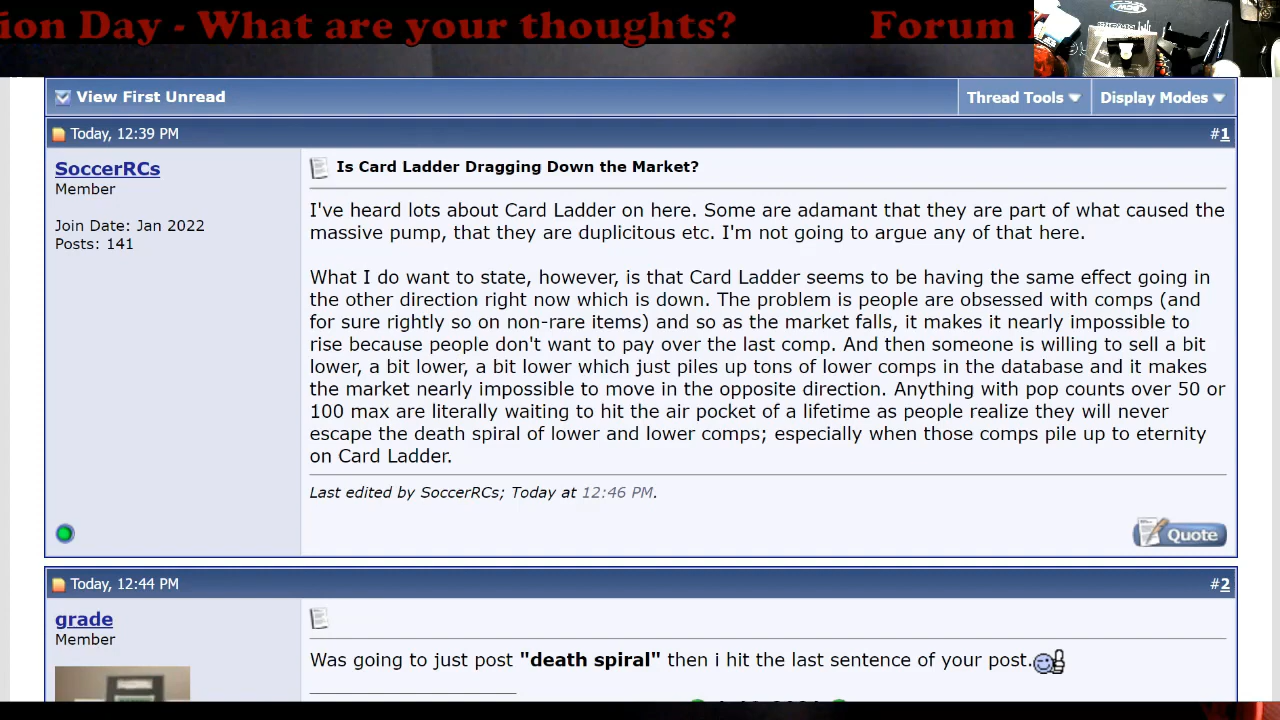 ion Day - What are your thoughts? Forum
View First Unread Thread Tools Display Modes
Today, 12:39 PM #1
SoccerRCs
Member
Join Date: Jan 2022
Posts: 141
Is Card Ladder Dragging Down the Market?
I've heard lots about Card Ladder on here. Some are adamant that they are part of what caused the
massive pump, that they are duplicitous etc. I'm not going to argue any of that here.
What I do want to state, however, is that Card Ladder seems to be having the same effect going in
the other direction right now which is down. The problem is people are obsessed with comps (and
for sure rightly so on non-rare items) and so as the market falls, it makes it nearly impossible to
rise because people don't want to pay over the last comp. And then someone is willing to sell a bit
lower, a bit lower, a bit lower which just piles up tons of lower comps in the database and it makes
the market nearly impossible to move in the opposite direction. Anything with pop counts over 50 or
100 max are literally waiting to hit the air pocket of a lifetime as people realize they will never
escape the death spiral of lower and lower comps; especially when those comps pile up to eternity
on Card Ladder.
Last edited by SoccerRCs; Today at 12:46 PM.
Quote
Today, 12:44 PM #2
grade
Member
Was going to just post "death spiral" then i hit the last sentence of your post.